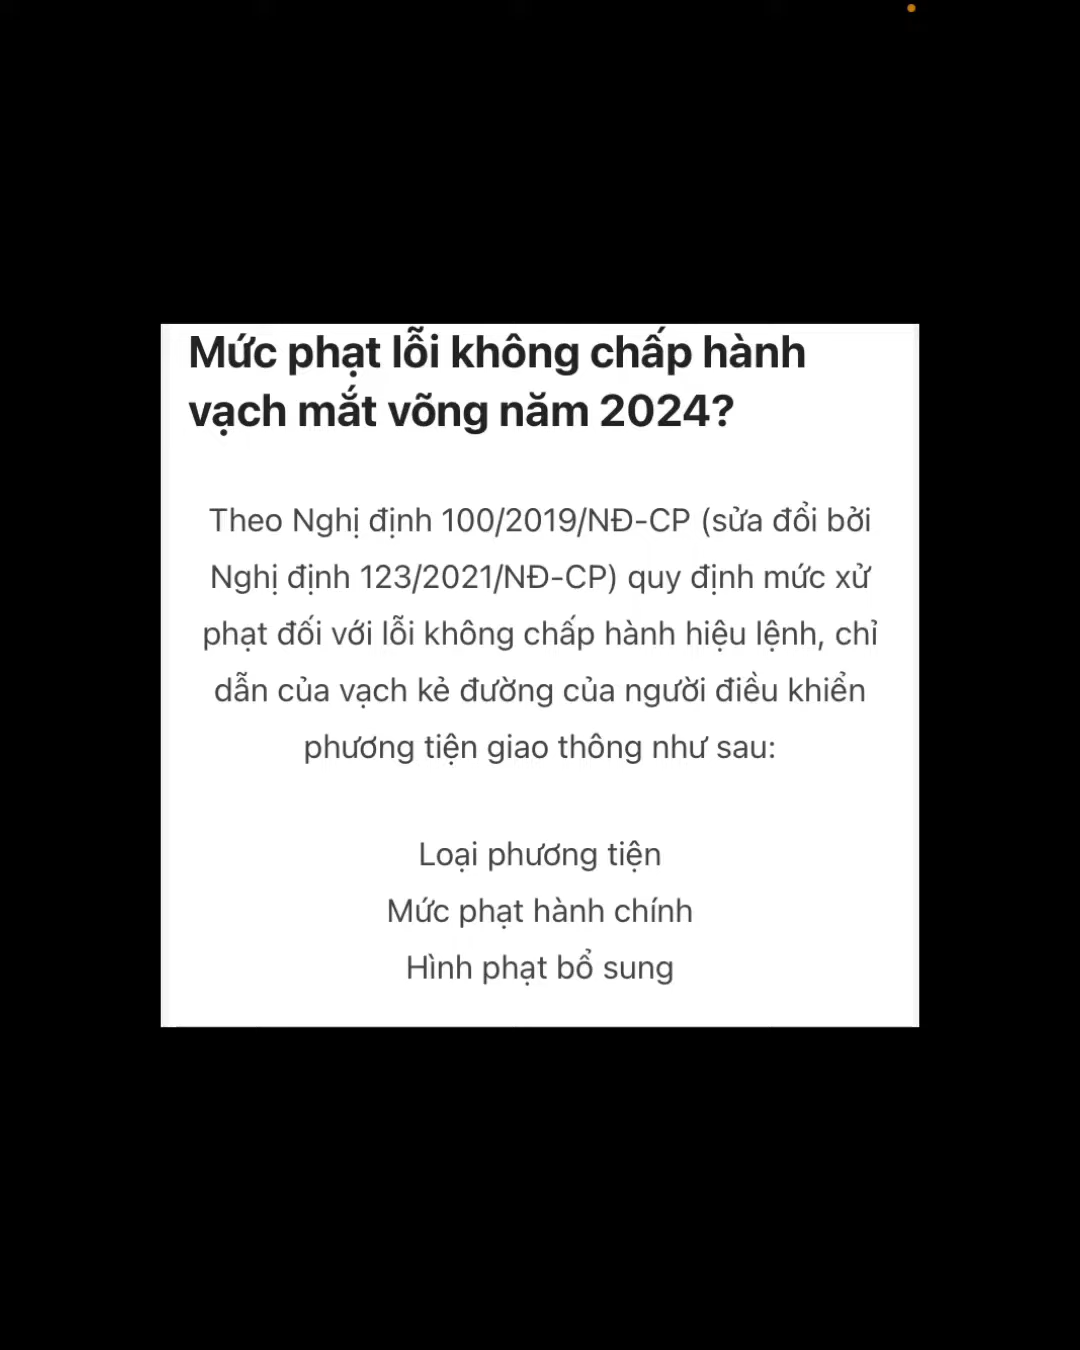 Mức phạt lỗi không chấp hành
vạch mắt võng năm 2024?
Theo Nghị định 100/2019/NĐ-CP (sửa đổi bởi
Nghị định 123/2021/NĐ-CP) quy định mức xử
phạt đối với lỗi không chấp hành hiệu lệnh, chỉ
dẫn của vạch kẻ đường của người điều khiển
phương tiện giao thông như sau:
Loại phương tiện
Mức phạt hành chính
Hình phạt bổ sung